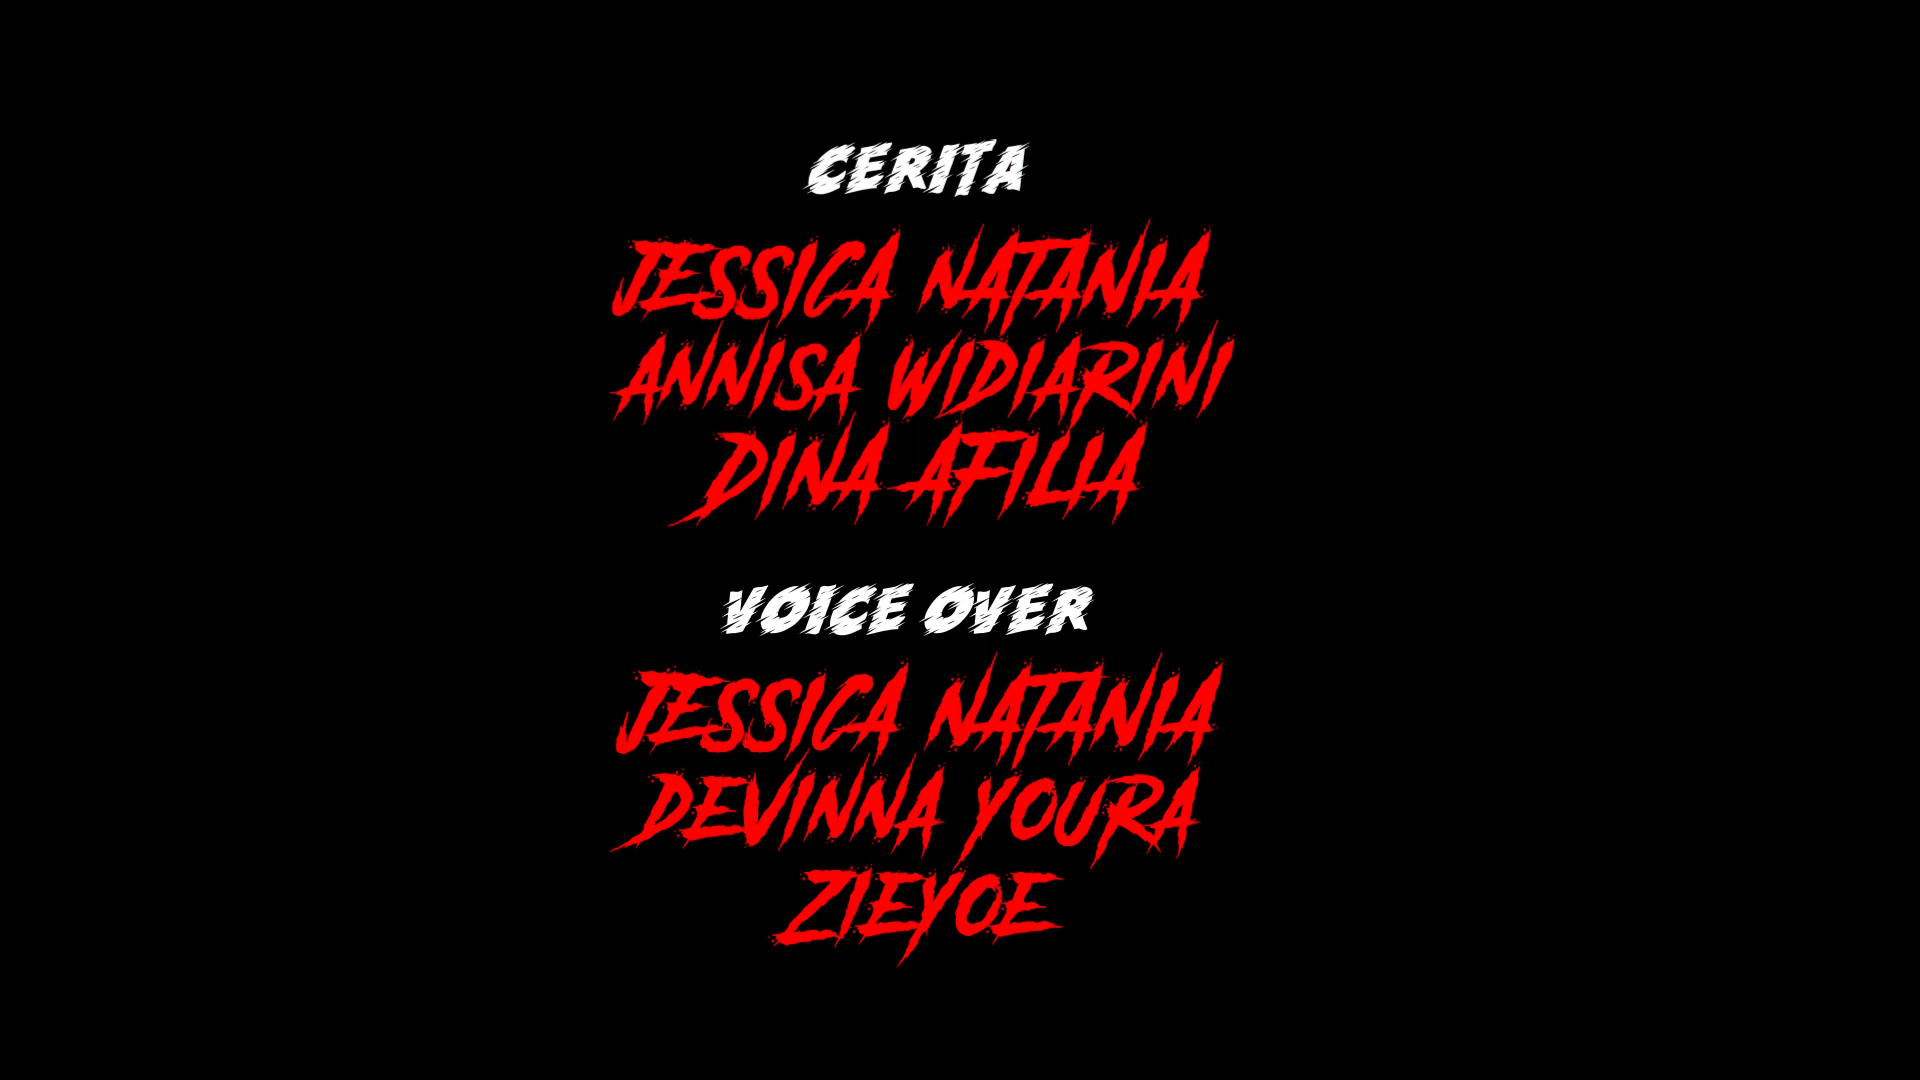 CERITA
JESSICA NATANIA
ANNISA WIDIARINI
DINA AFILIA
VOICE OVER
JESSICA NATANIA
DEVINNA YOURA
ZIEYOE